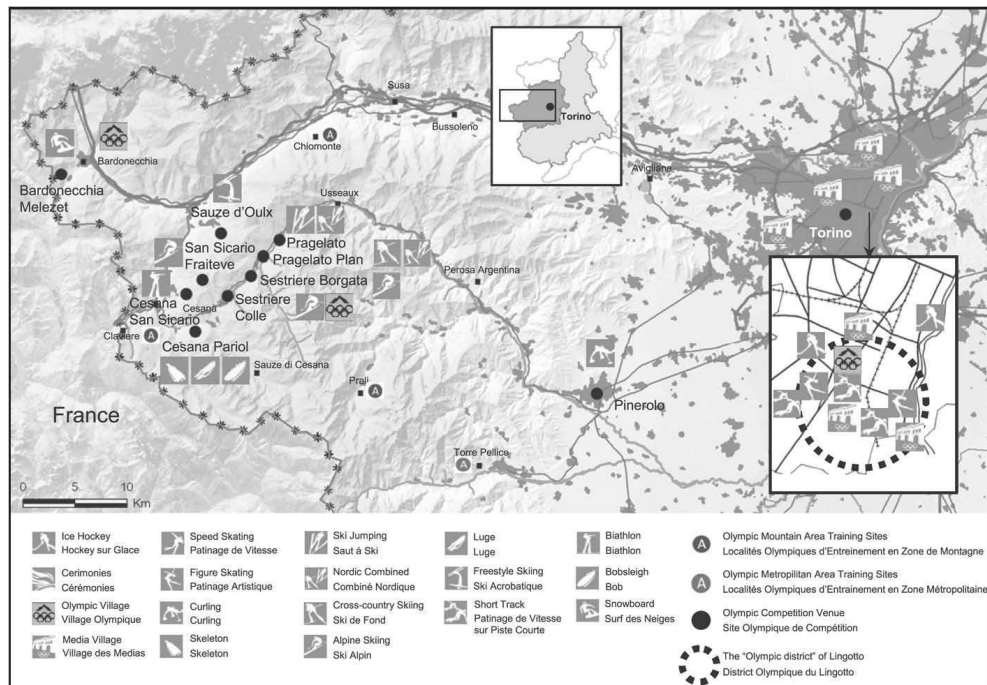 Torino
Susa
Bussoleno
Chiomonte
A
Bardonecchia
Bardonecchia
Melezet
Avigliana
Usseaux
Sauze d'Oulx
Pragelato
Pragelato Plan
San Sicario
Fraiteve
Sestriere Borgata
Perosa Argentina
Torino
Cesana
San Sicario
Cesana
Sestriere
Colle
Claviere
A
Cesana Pariol
Sauze di Cesana
Prali
A
Pinerolo
France
Torre Pellice
A
0 5 10
Km
Ice Hockey
Hockey sur Glace
Cerimonies
Cérémonies
Olympic Village
Village Olympique
Media Village
Village des Medias
Speed Skating
Patinage de Vitesse
Figure Skating
Patinage Artistique
Curling
Curling
Skeleton
Skeleton
Ski Jumping
Saut á Ski
Nordic Combined
Combiné Nordique
Cross-country Skiing
Ski de Fond
Alpine Skiing
Ski Alpin
Luge
Luge
Freestyle Skiing
Ski Acrobatique
Short Track
Patinage de Vitesse
sur Piste Courte
Biathlon
Biathlon
Bobsleigh
Bob
Snowboard
Surf des Neiges
A
Olympic Mountain Area Training Sites
Localités Olympiques d'Entrainement en Zone de Montagne
A
Olympic Metropilitan Area Training Sites
Localités Olympiques d'Entrainement en Zone Métropolitaine
Olympic Competition Venue
Site Olympique de Compétition
The "Olympic district" of Lingotto
District Olympique du Lingotto